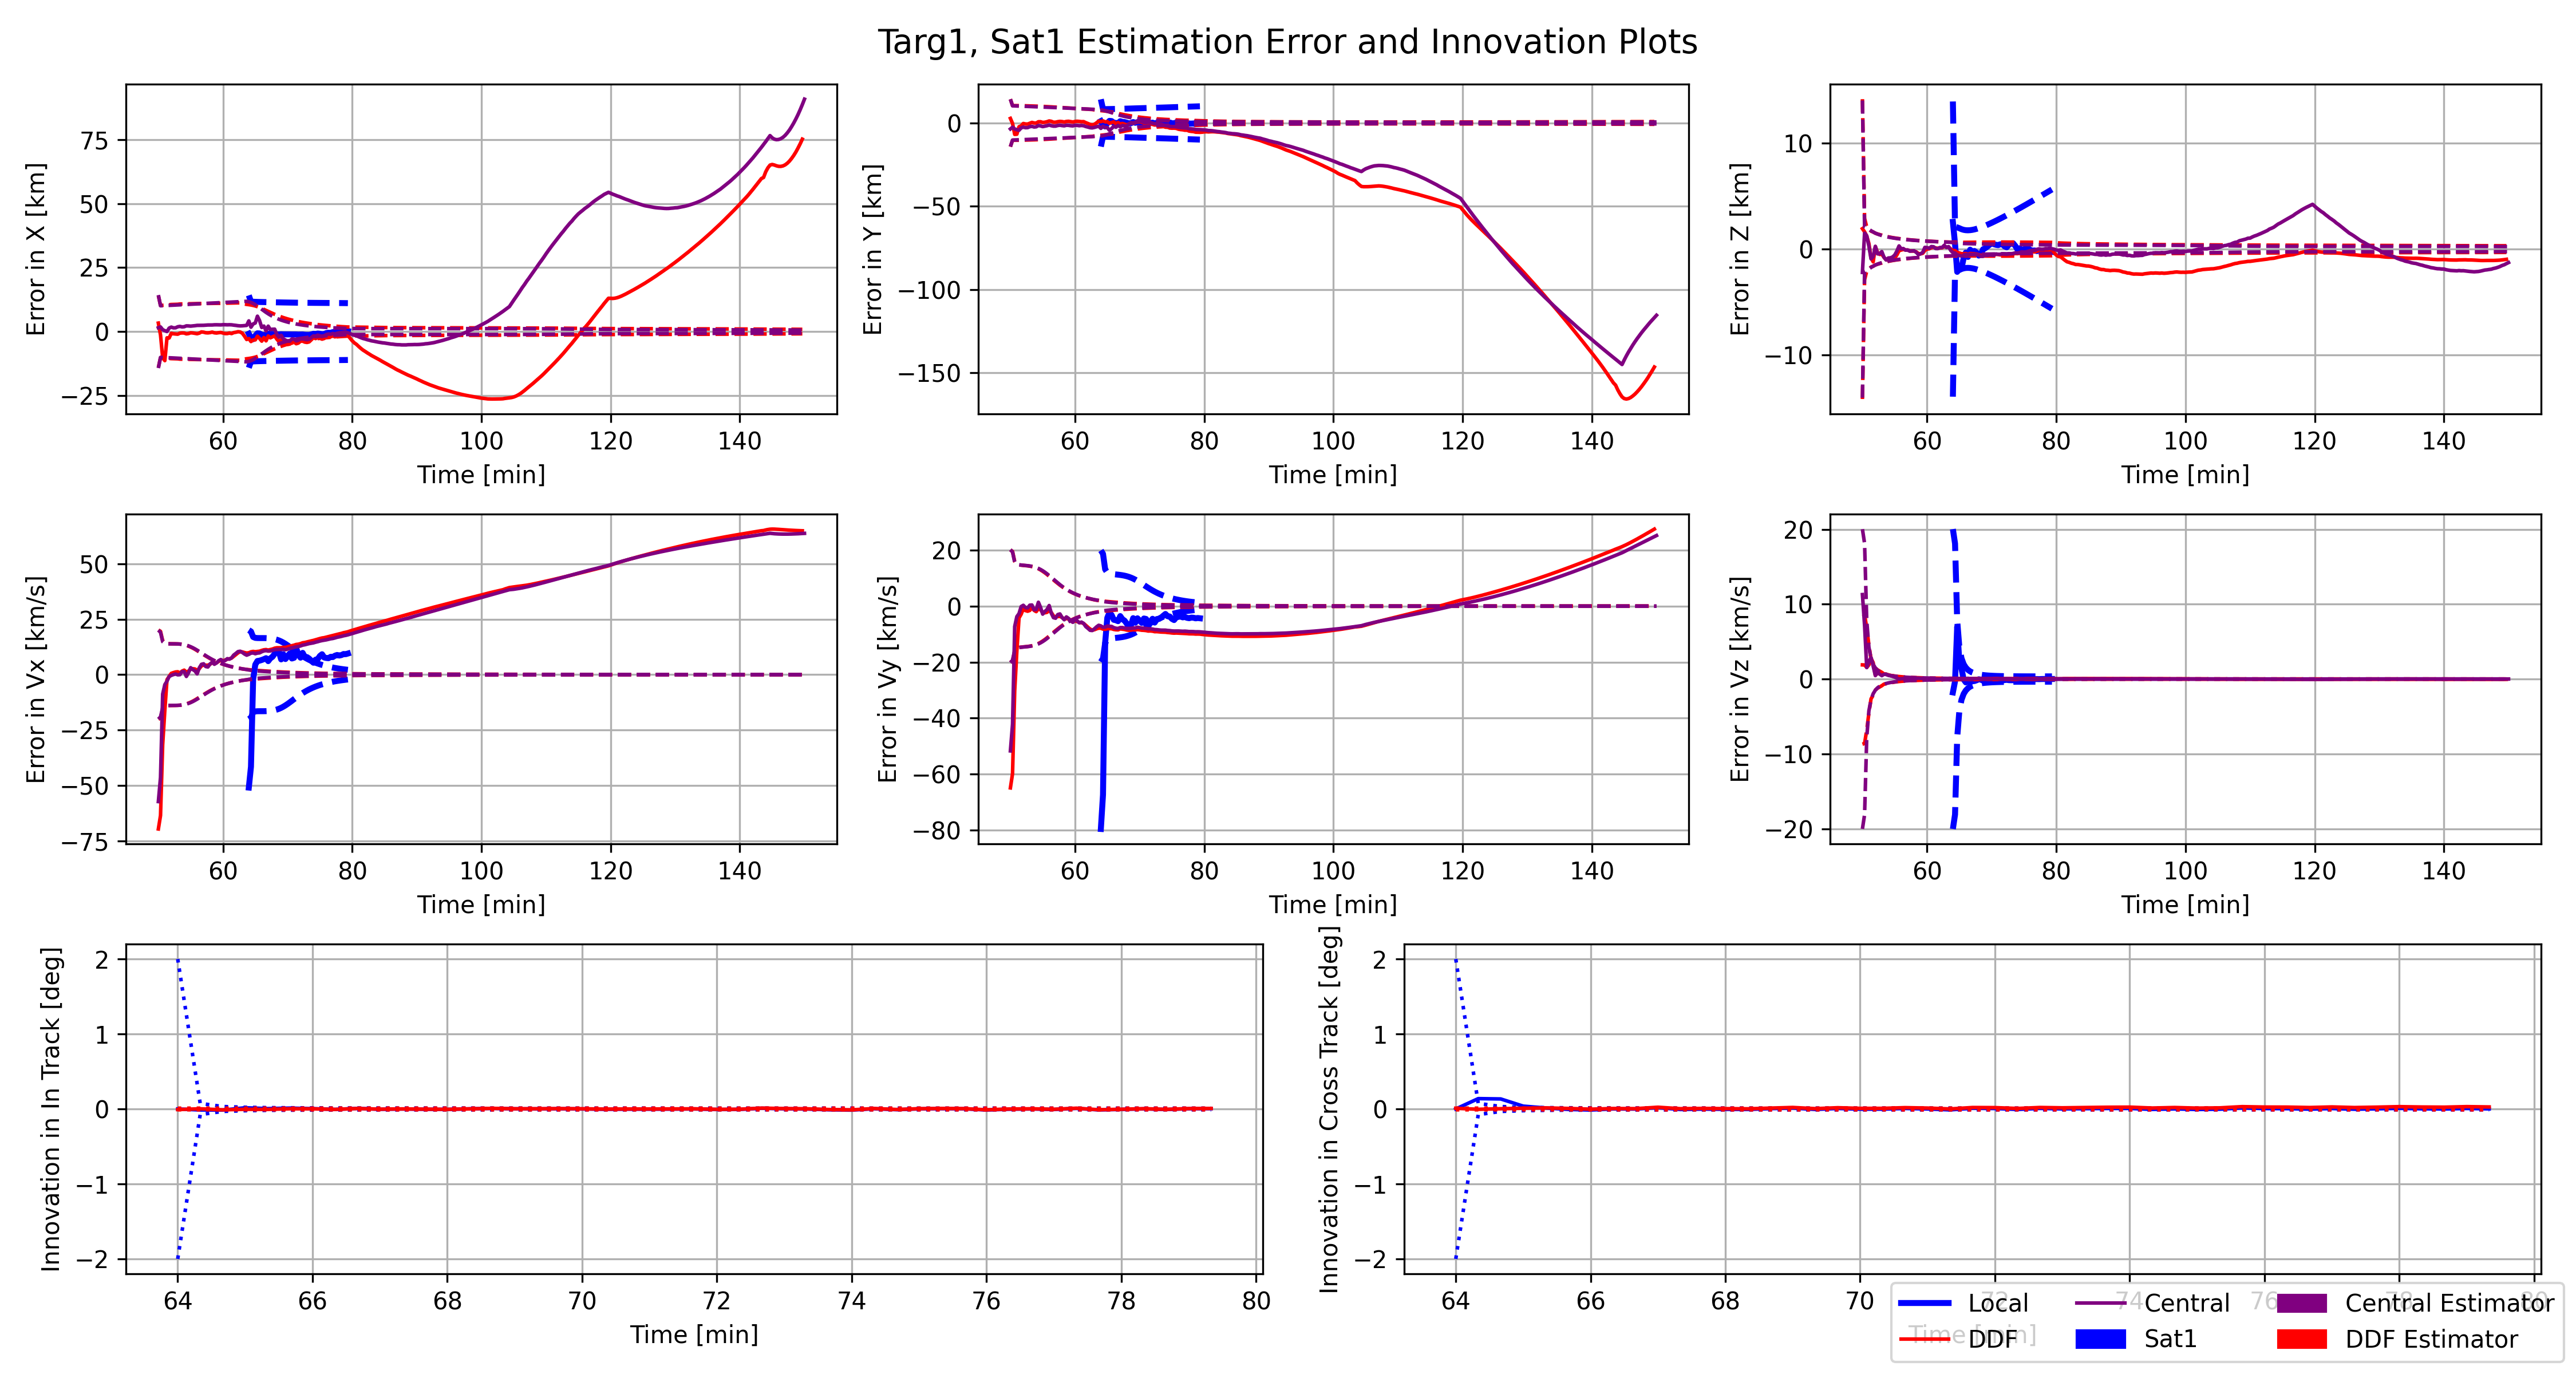 Targ1, Sat1 Estimation Error and Innovation Plots
Error in X [km]
75
50
25
0
−25
60 80 100 120 140
Time [min]
Error in Y [km]
0
−50
−100
−150
60 80 100 120 140
Time [min]
Error in Z [km]
10
0
−10
60 80 100 120 140
Time [min]
Error in Vx [km/s]
50
25
0
−25
−50
−75
60 80 100 120 140
Time [min]
Error in Vy [km/s]
20
0
−20
−40
−60
−80
60 80 100 120 140
Time [min]
Error in Vz [km/s]
20
10
0
−10
−20
60 80 100 120 140
Time [min]
Innovation in In Track [deg]
2
1
0
−1
−2
64 66 68 70 72 74 76 78 80
Time [min]
Innovation in Cross Track [deg]
2
1
0
−1
−2
64 66 68 70 72 74 76 78 80
Time [min]
Local Central Central Estimator
DDF Sat1 DDF Estimator